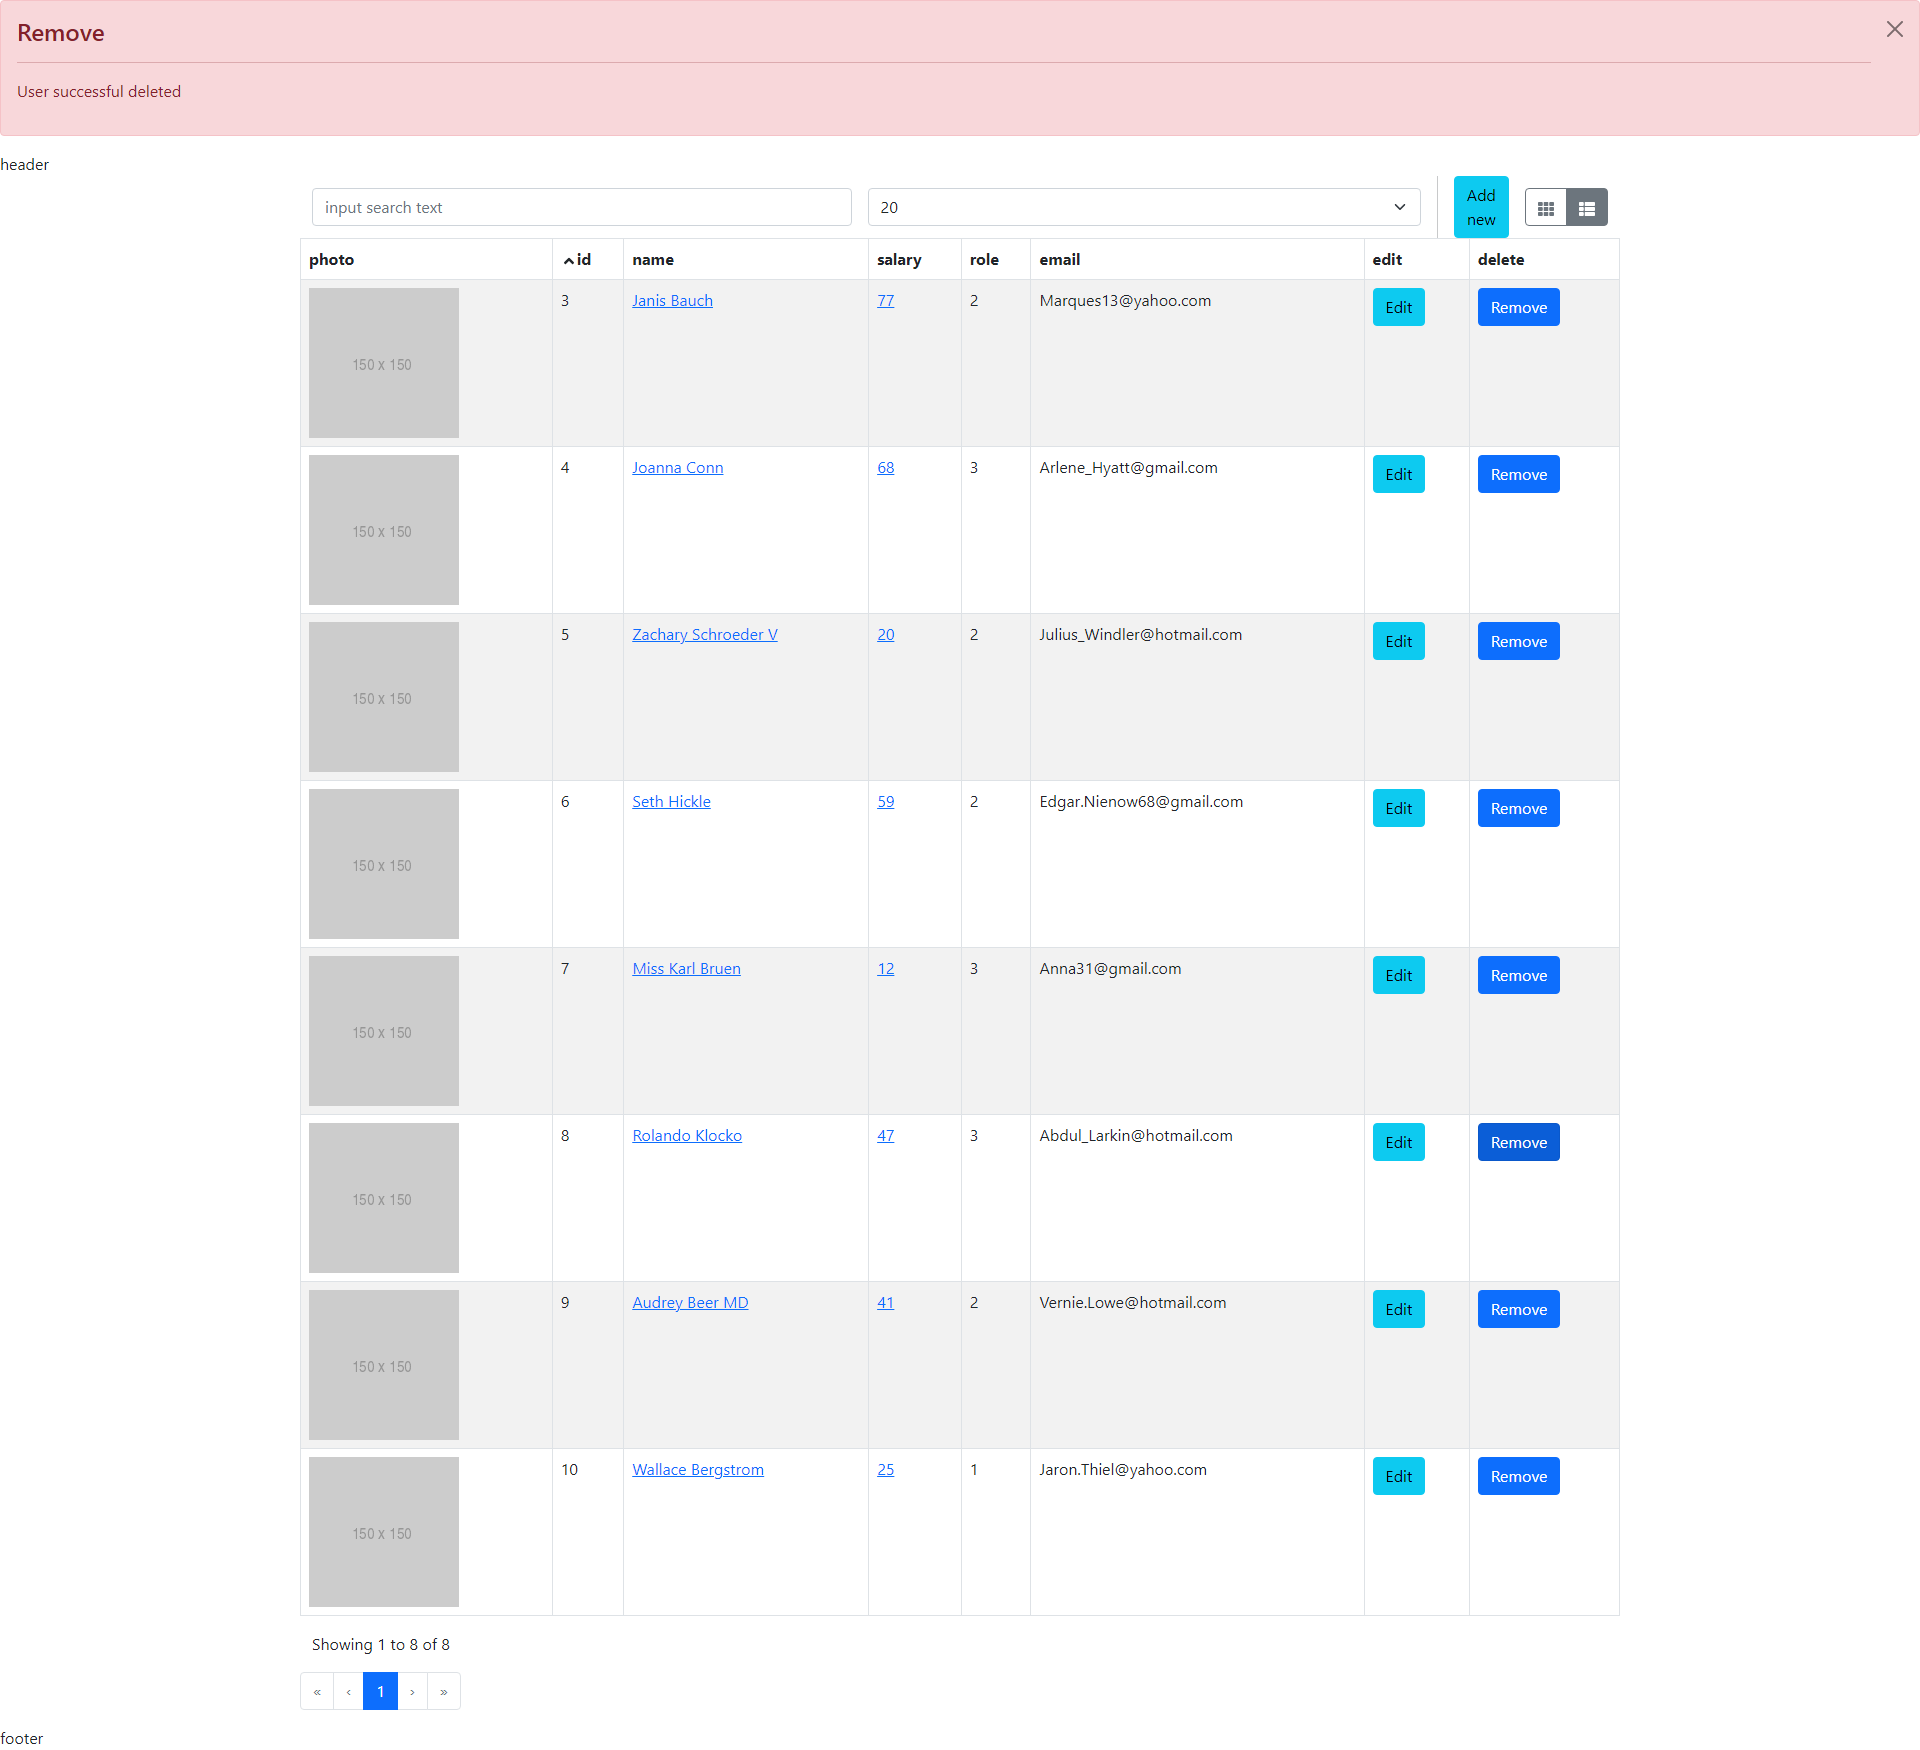 Remove
User successful deleted
header
input search text
20
Add
new
photo id name salary role email edit delete
150 x 150 3 Janis Bauch 77 2 Marques13@yahoo.com Edit Remove
150 x 150 4 Joanna Conn 68 3 Arlene_Hyatt@gmail.com Edit Remove
150 x 150 5 Zachary Schroeder V 20 2 Julius_Windler@hotmail.com Edit Remove
150 x 150 6 Seth Hickle 59 2 Edgar.Nienow68@gmail.com Edit Remove
150 x 150 7 Miss Karl Bruen 12 3 Anna31@gmail.com Edit Remove
150 x 150 8 Rolando Klocko 47 3 Abdul_Larkin@hotmail.com Edit Remove
150 x 150 9 Audrey Beer MD 41 2 Vernie.Lowe@hotmail.com Edit Remove
150 x 150 10 Wallace Bergstrom 25 1 Jaron.Thiel@yahoo.com Edit Remove
Showing 1 to 8 of 8
« ‹ 1 › »
footer